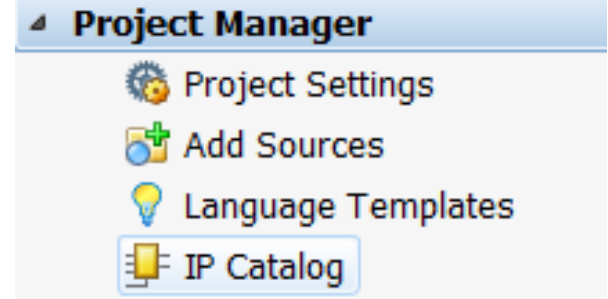 Project Manager
Project Settings
Add Sources
Language Templates
IP Catalog